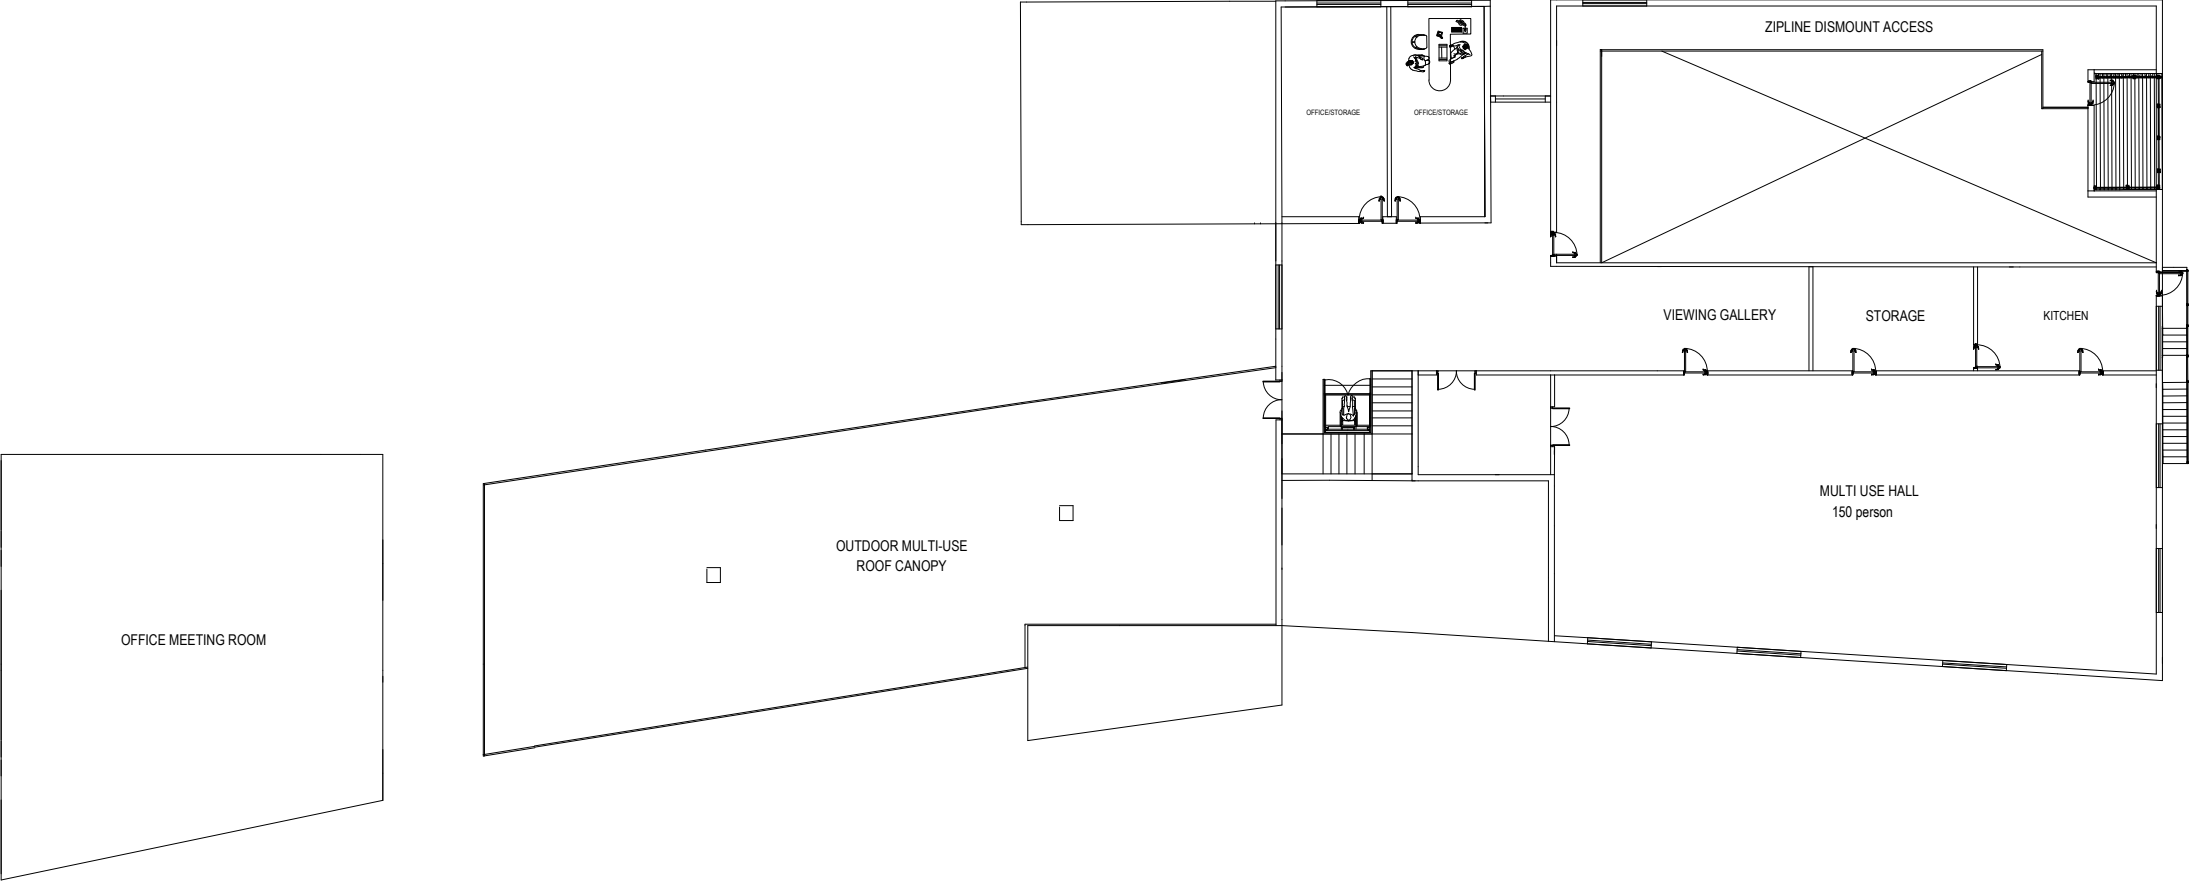 ZIPLINE DISMOUNT ACCESS
OFFICE/STORAGE
OFFICE/STORAGE
VIEWING GALLERY
STORAGE
KITCHEN
MULTI USE HALL
150 person
OUTDOOR MULTI-USE
ROOF CANOPY
OFFICE MEETING ROOM